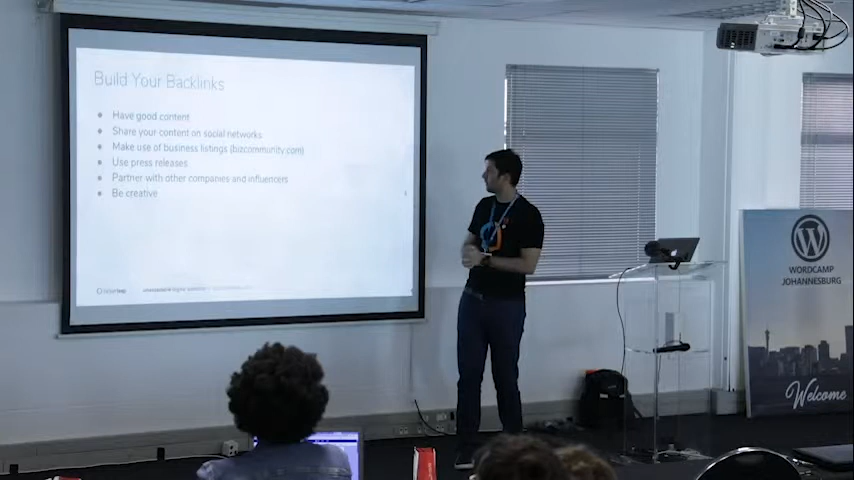 Build Your Backlinks
Have good content
Share your content on social networks
Make use of business listings (bizcommunity.com)
Use press releases
Partner with other companies and influencers
Be creative
WORDCAMP
JOHANNESBURG
Welcome